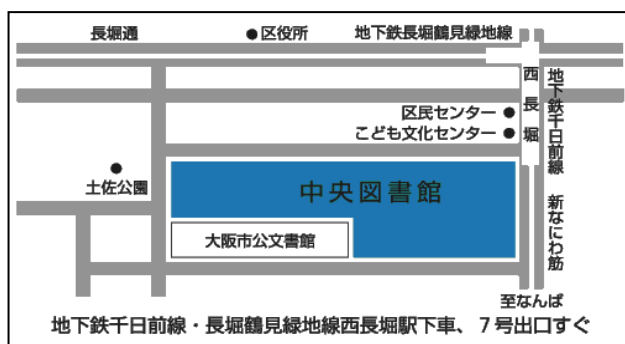 長堀通
●区役所
地下鉄長堀鶴見緑地線
西長堀
地下鉄千日前線
区民センター ●
こども文化センター ●
土佐公園
中央図書館
大阪市公文書館
新なにわ筋
至なんば
地下鉄千日前線・長堀鶴見緑地線西長堀駅下車、7号出口すぐ